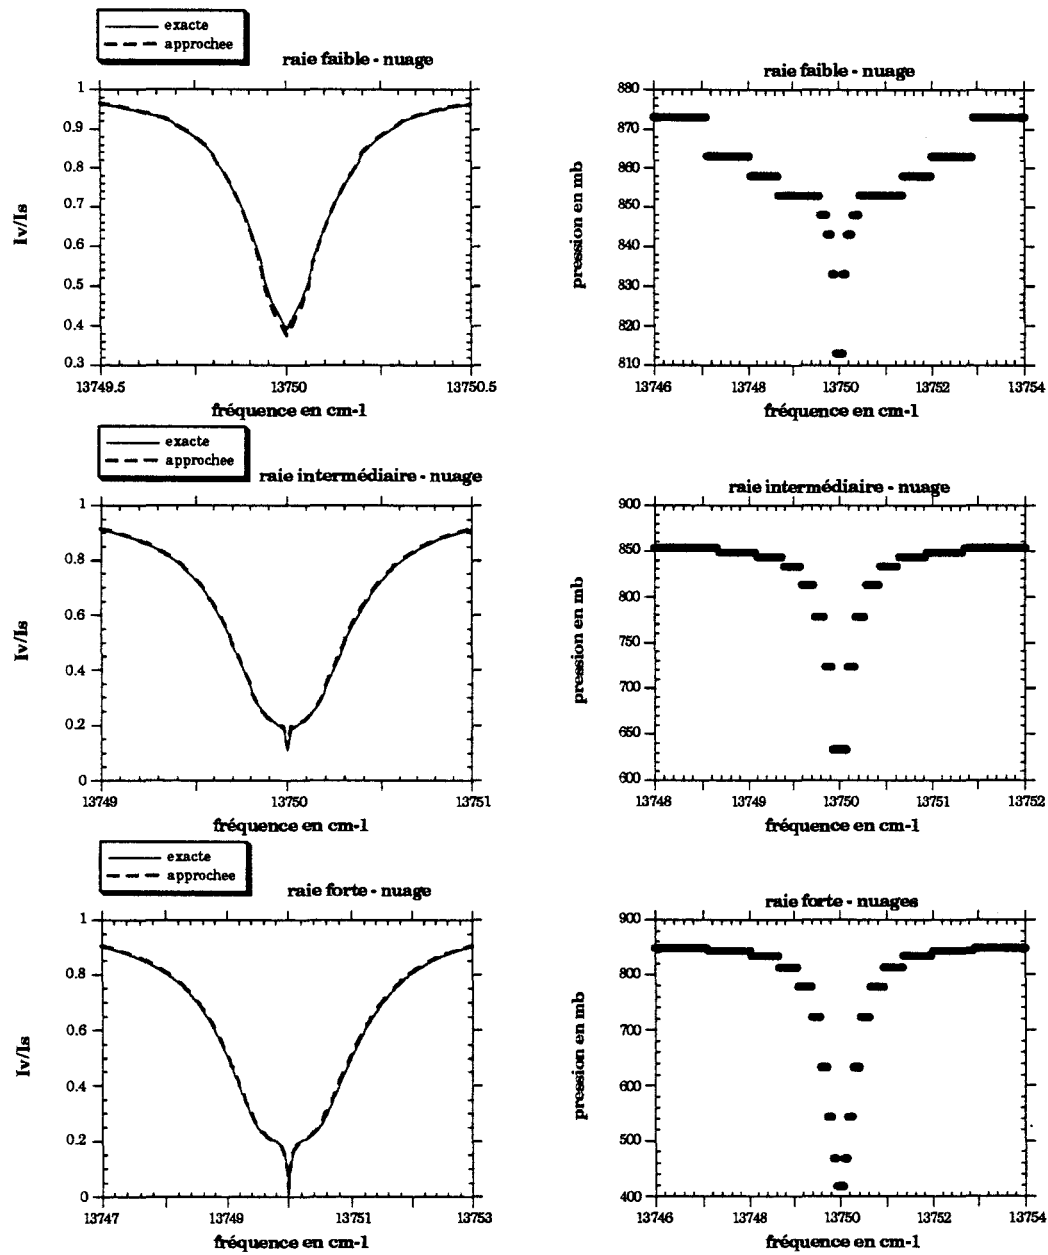 exacte
approchee
raie faible - nuage
1
0.9
0.8
0.7
0.6
0.5
0.4
0.3
Iv/Is
13749.5 13750 13750.5
fréquence en cm-1
raie faible - nuage
880
870
860
850
840
830
820
810
pression en mb
13746 13748 13750 13752 13754
fréquence en cm-1
exacte
approchee
raie intermédiaire - nuage
1
0.8
0.6
0.4
0.2
0
Iv/Is
13749 13750 13751
fréquence en cm-1
raie intermédiaire - nuage
900
850
800
750
700
650
600
pression en mb
13748 13749 13750 13751 13752
fréquence en cm-1
exacte
approchee
raie forte - nuage
1
0.8
0.6
0.4
0.2
0
Iv/Is
13747 13749 13751 13753
fréquence en cm-1
raie forte - nuages
900
800
700
600
500
400
pression en mb
13746 13748 13750 13752 13754
fréquence en cm-1